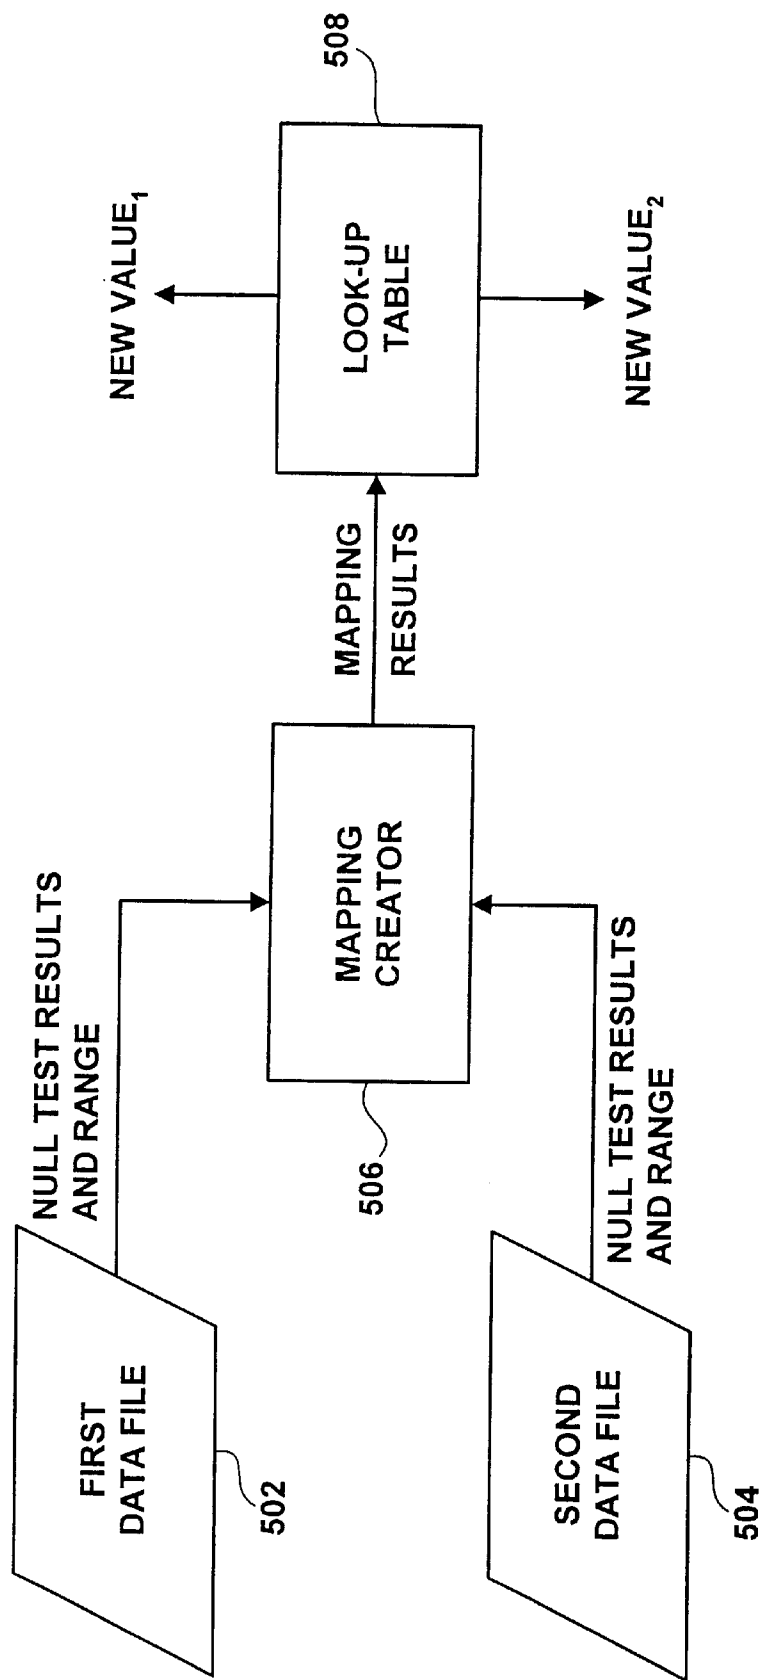 FIRST
DATA FILE
502
NULL TEST RESULTS
AND RANGE
SECOND
DATA FILE
504
NULL TEST RESULTS
AND RANGE
MAPPING
CREATOR
506
MAPPING
RESULTS
LOOK-UP
TABLE
508
NEW VALUE₁
NEW VALUE₂